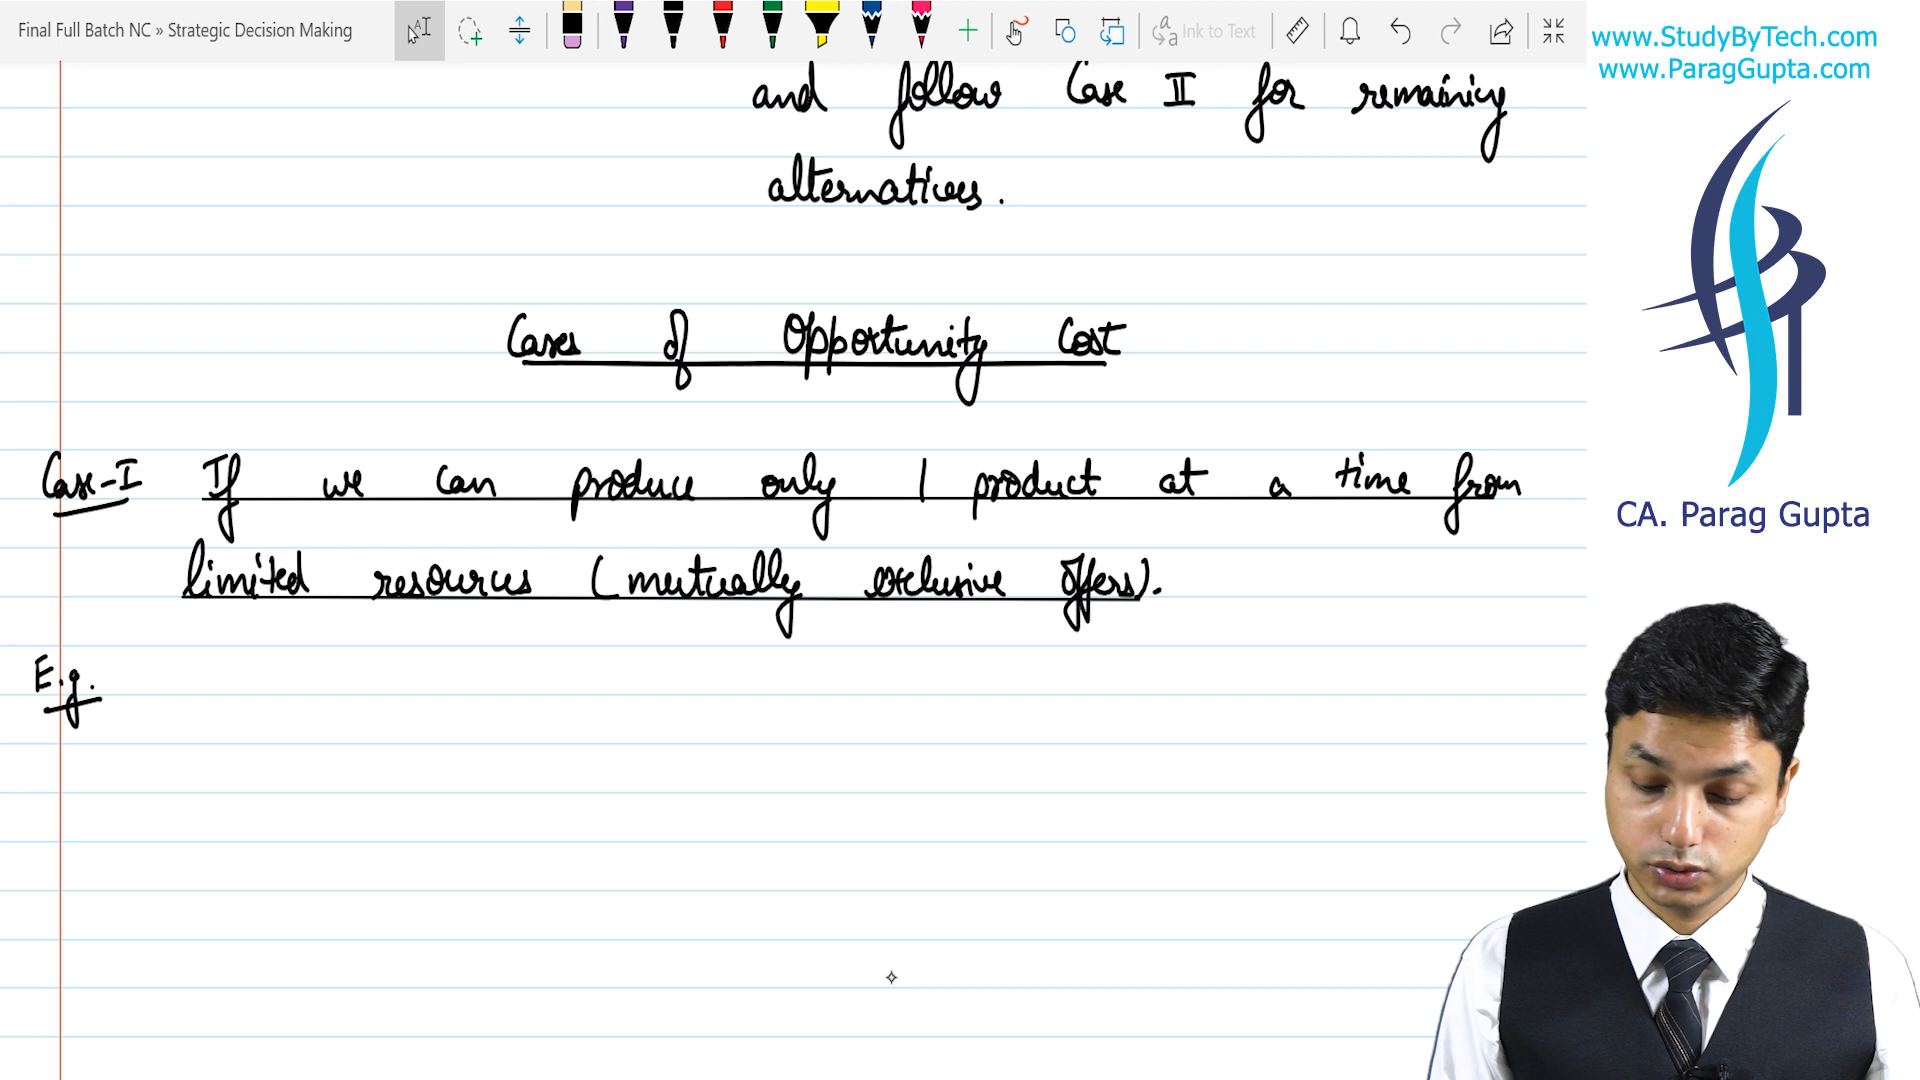 Final Full Batch NC » Strategic Decision Making
Ink to Text
www.StudyByTech.com
www.ParagGupta.com
and follow Case II for remaining
alternatives.
Cases of Opportunity Cost
Case-I If we can produce only 1 product at a time from
limited resources (mutually exclusive offers).
E.g.
CA. Parag Gupta